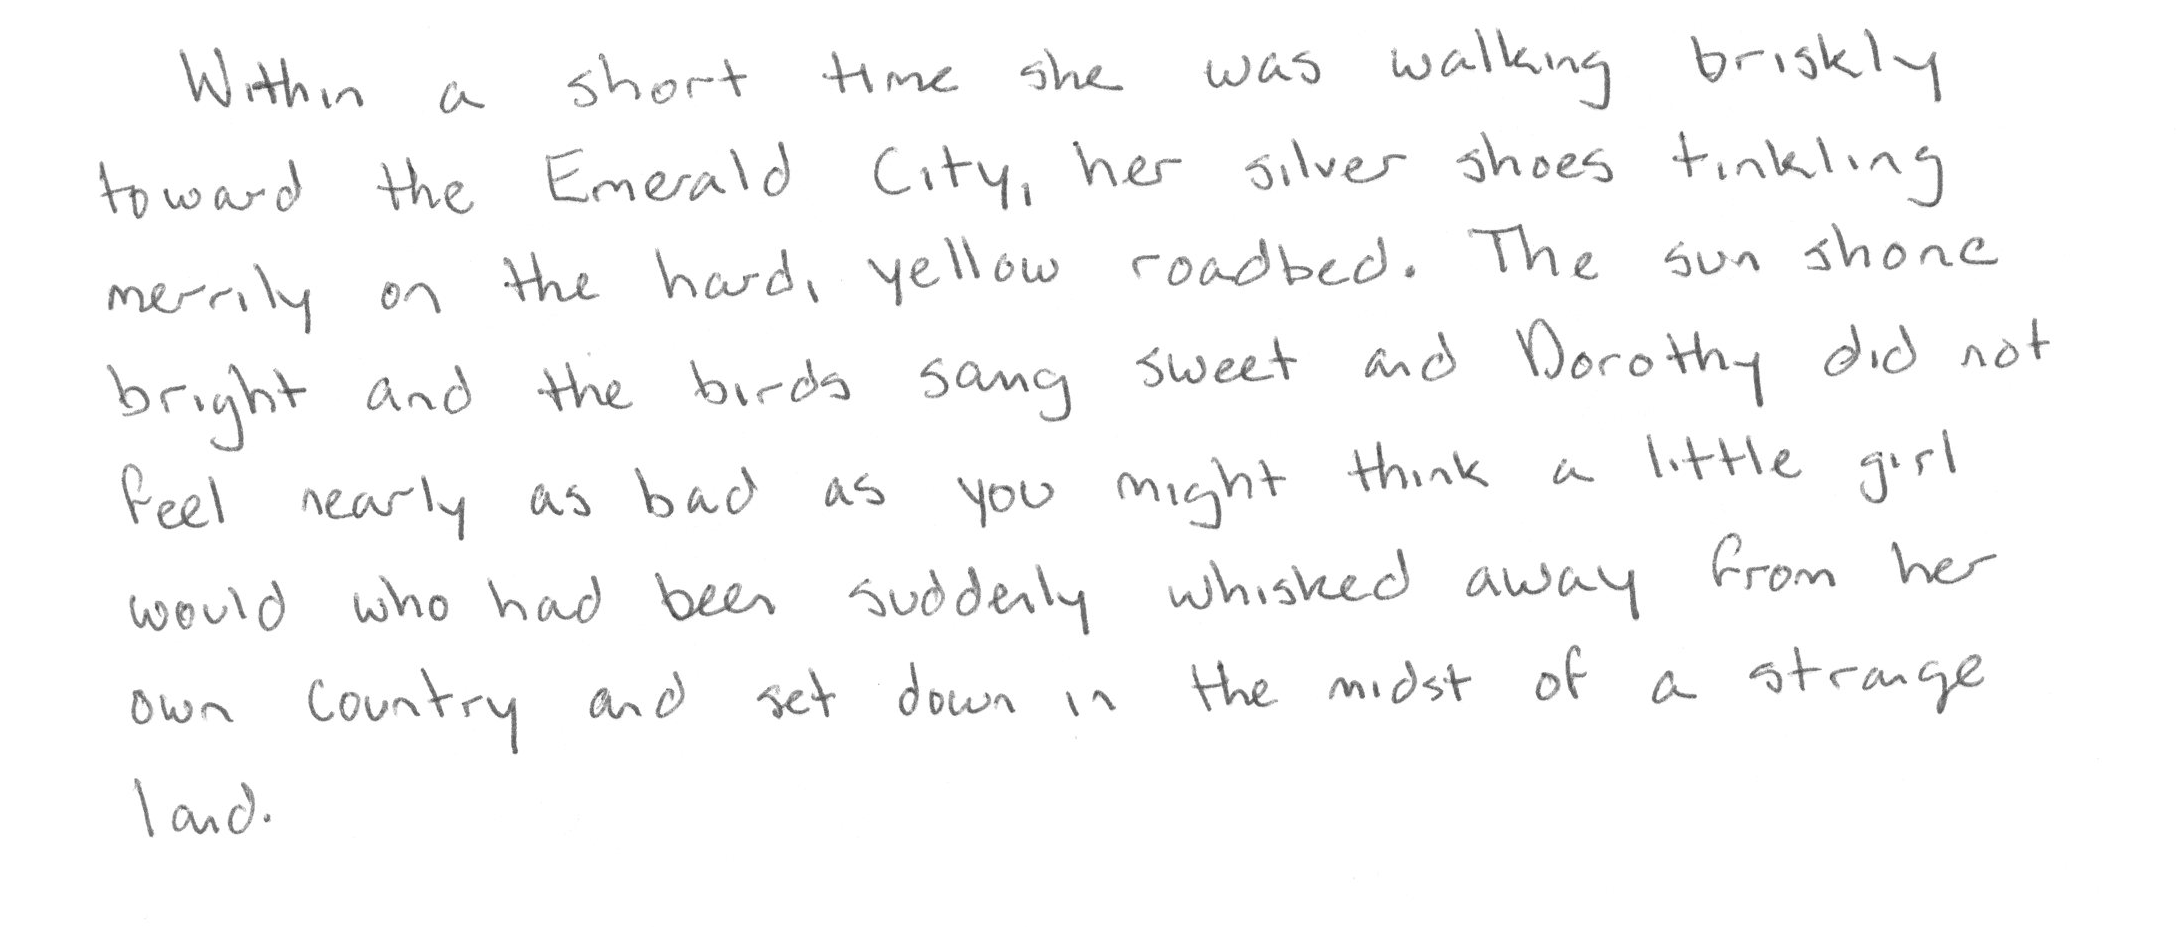 Within a short time she was walking briskly
toward the Emerald City, her silver shoes tinkling
merrily on the hard, yellow roadbed. The sun shone
bright and the birds sang sweet and Dorothy did not
feel nearly as bad as you might think a little girl
would who had been suddenly whisked away from her
own country and set down in the midst of a strange
land.